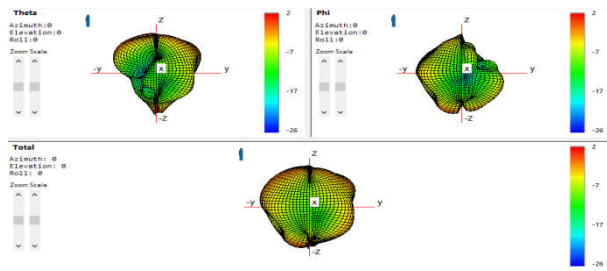 Theta
Azimuth:0
Elevation:0
Roll:0
Zoom Scale
z
-y
x
y
-Z
2
-7
-17
-26
Phi
Azimuth:0
Elevation:0
Roll:0
Zoom Scale
Z
-y
x
y
-Z
2
-7
-17
-26
Total
Azimuth: 0
Elevation: 0
Roll: 0
Zoom Scale
Z
-y
x
y
-Z
2
-7
-17
-26